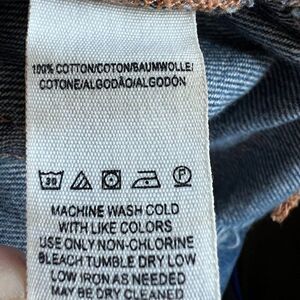 100% COTTON/COTON/BAUMWOLLE/
COTONE/ALGODÃO/ALGODÓN
30 P
MACHINE WASH COLD
WITH LIKE COLORS
USE ONLY NON-CHLORINE
BLEACH TUMBLE DRY LOW
LOW IRON AS NEEDED
MAY BE DRY CLEANED